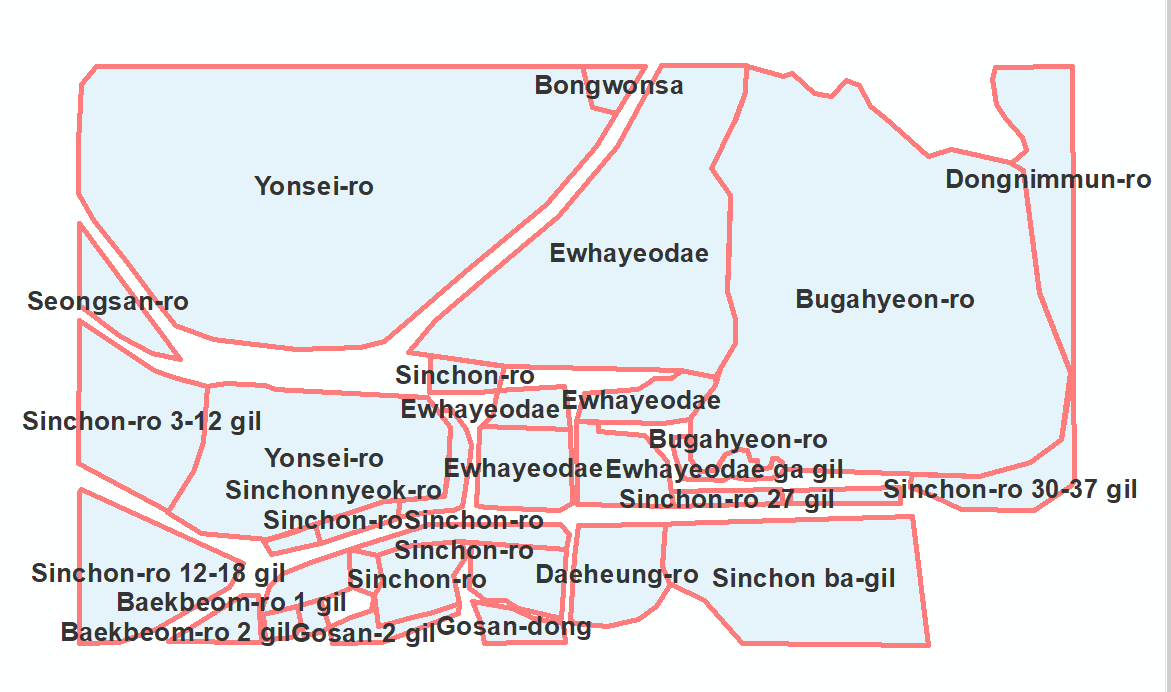 Bongwonsa
Yonsei-ro
Dongnimmun-ro
Ewhayeodae
Seongsan-ro
Bugahyeon-ro
Sinchon-ro
Ewhayeodae
Ewhayeodae
Sinchon-ro 3-12 gil
Bugahyeon-ro
Yonsei-ro
Ewhayeodae
Ewhayeodae ga gil
Sinchonnyeok-ro
Sinchon-ro 27 gil
Sinchon-ro 30-37 gil
Sinchon-ro
Sinchon-ro
Sinchon-ro
Sinchon-ro 12-18 gil
Sinchon-ro
Daeheung-ro
Sinchon ba-gil
Baekbeom-ro 1 gil
Baekbeom-ro 2 gil
Gosan-2 gil
Gosan-dong